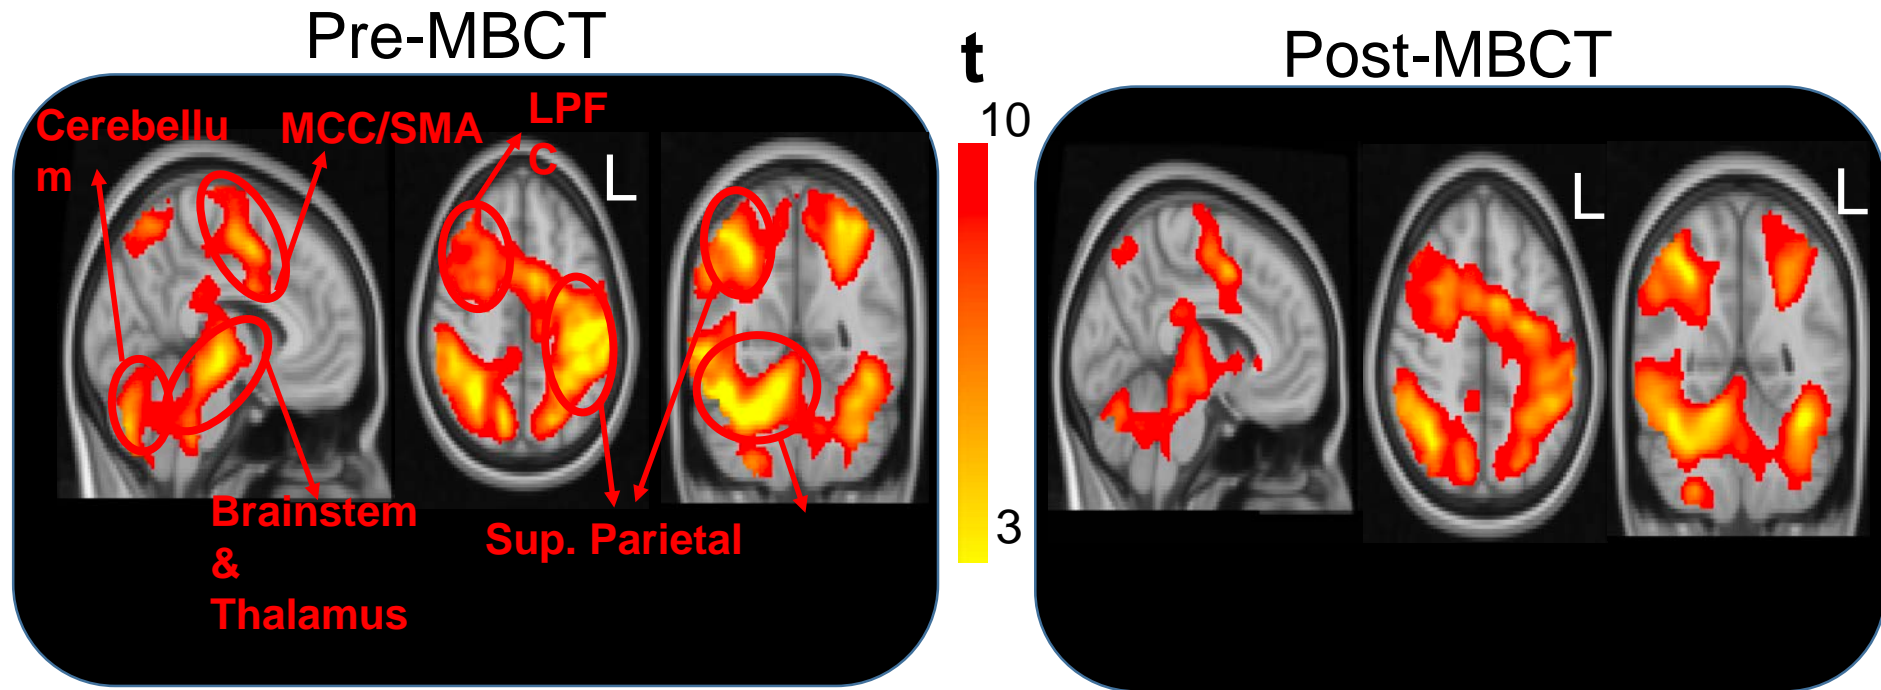 Pre-MBCT
Cerebellu
m
MCC/SMA
LPF
C
L
Brainstem
&
Thalamus
Sup. Parietal
t
10
3
Post-MBCT
L
L